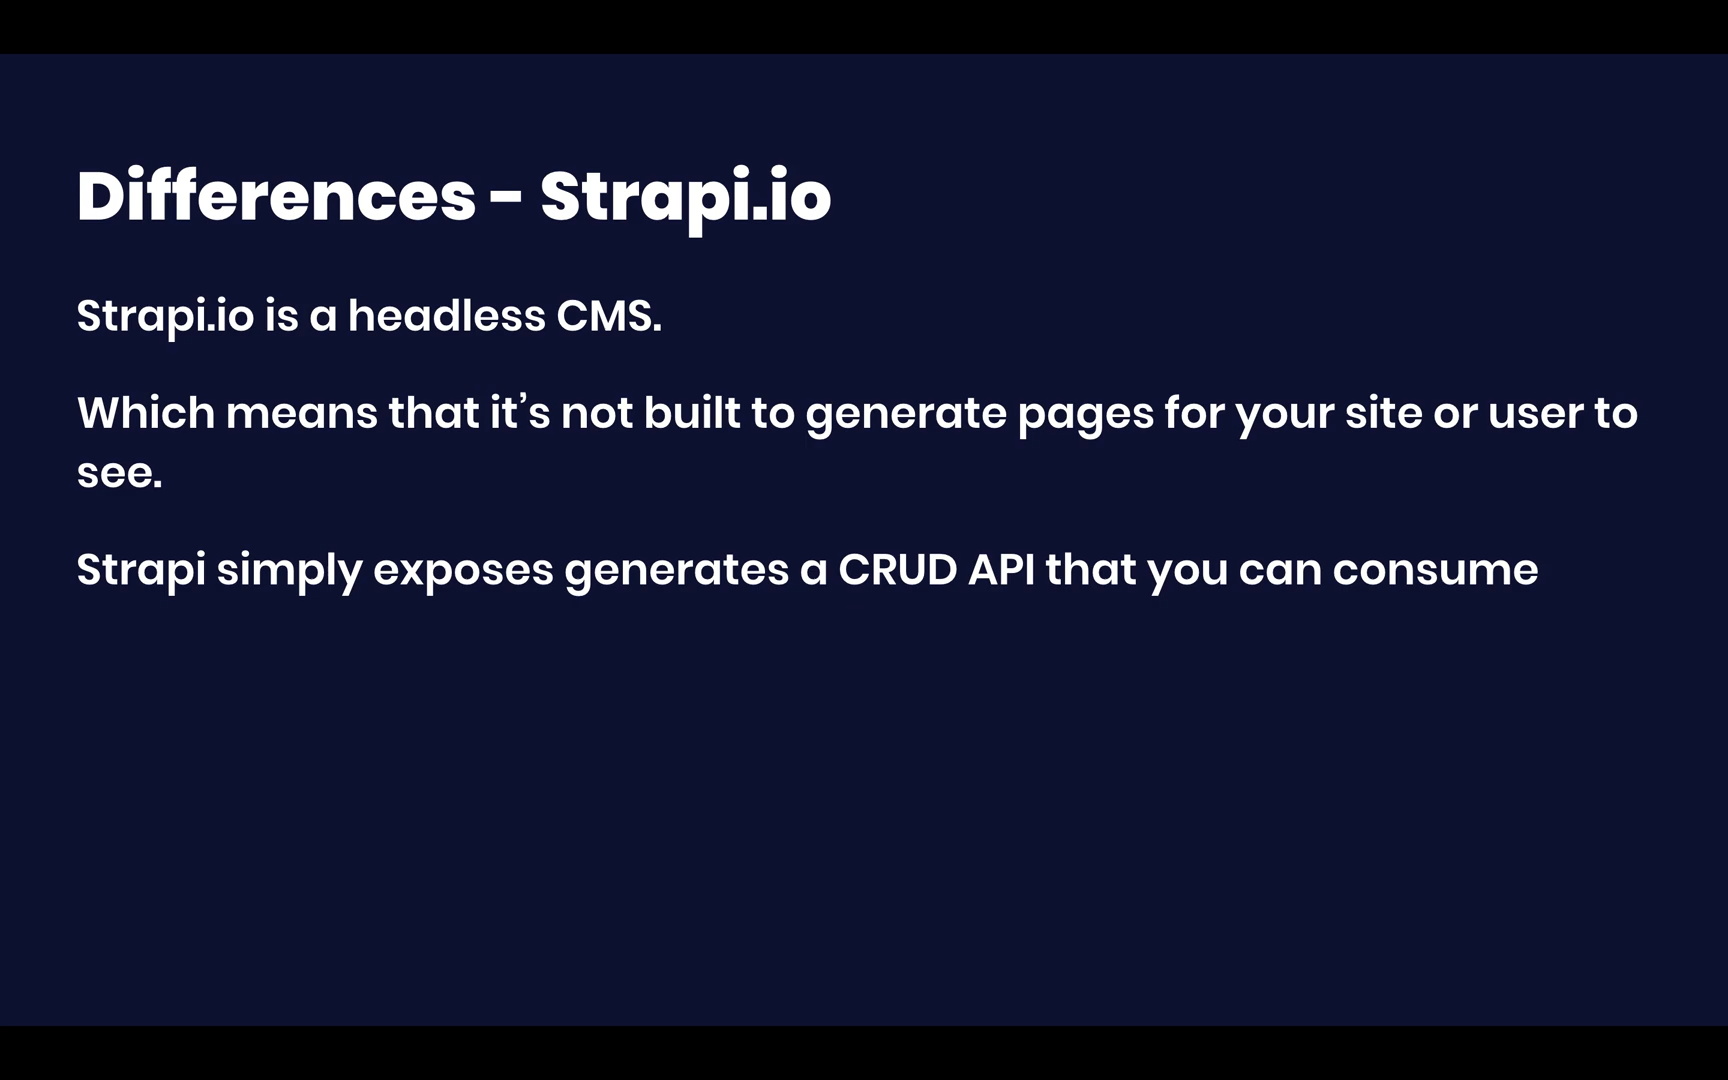 Differences - Strapi.io
Strapi.io is a headless CMS.
Which means that it’s not built to generate pages for your site or user to
see.
Strapi simply exposes generates a CRUD API that you can consume